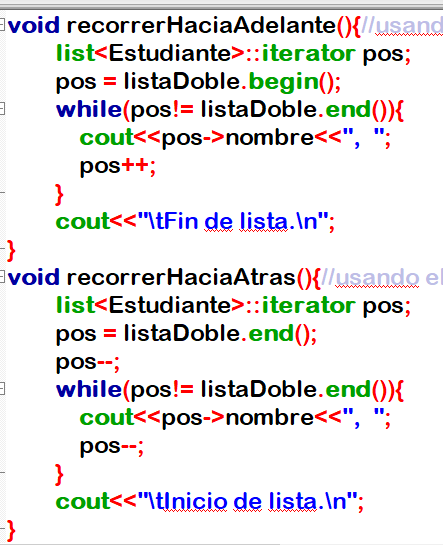 void recorrerHaciaAdelante(){//usand
list<Estudiante>::iterator pos;
pos = listaDoble.begin();
while(pos!= listaDoble.end()){
cout<<pos->nombre<<",  ";
pos++;
}
cout<<"\tFin de lista.\n";
}
void recorrerHaciaAtras(){//usando el
list<Estudiante>::iterator pos;
pos = listaDoble.end();
pos--;
while(pos!= listaDoble.end()){
cout<<pos->nombre<<",  ";
pos--;
}
cout<<"\tInicio de lista.\n";
}